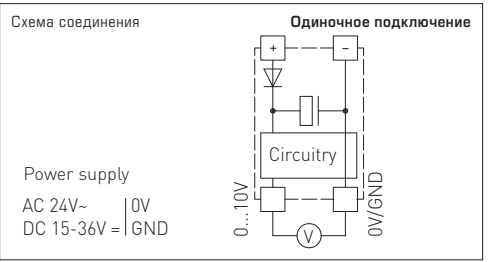 Схема соединения
Одиночное подключение
+ −
Circuitry
Power supply
AC 24V~ | 0V
DC 15-36V = | GND
0...10V
0V/GND
V